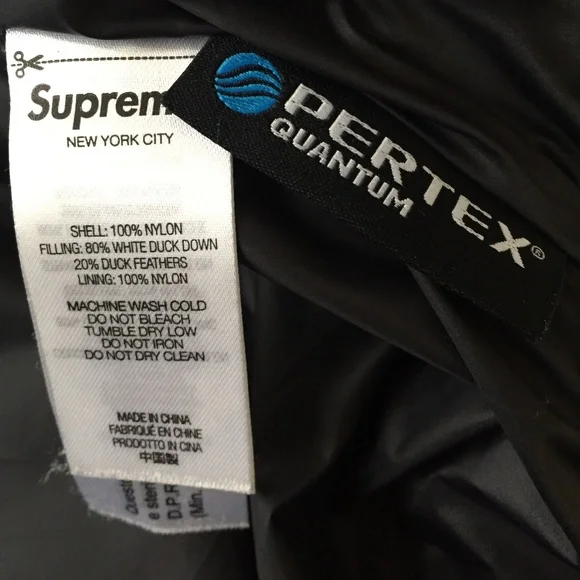 Suprem
NEW YORK CITY
SHELL: 100% NYLON
FILLING: 80% WHITE DUCK DOWN
20% DUCK FEATHERS
LINING: 100% NYLON
MACHINE WASH COLD
DO NOT BLEACH
TUMBLE DRY LOW
DO NOT IRON
DO NOT DRY CLEAN
MADE IN CHINA
FABRIQUÉ EN CHINE
PRODOTTO IN CINA
中国製
PERTEX®
QUANTUM
e stern
D.P.R
(Min.